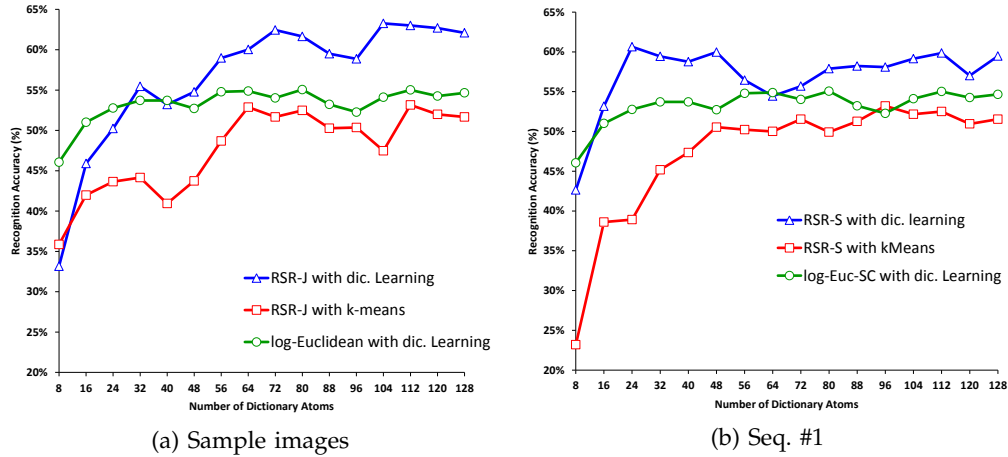 65%
60%
55%
50%
45%
40%
35%
30%
25%
20%
Recognition Accuracy (%)
RSR-J with dic. Learning
RSR-J with k-means
log-Euclidean with dic. Learning
8 16 24 32 40 48 56 64 72 80 88 96 104 112 120 128
Number of Dictionary Atoms
(a) Sample images
65%
60%
55%
50%
45%
40%
35%
30%
25%
20%
Recognition Accuracy (%)
RSR-S with dic. learning
RSR-S with kMeans
log-Euc-SC with dic. Learning
8 16 24 32 40 48 56 64 72 80 88 96 104 112 120 128
Number of Dictionary Atoms
(b) Seq. #1